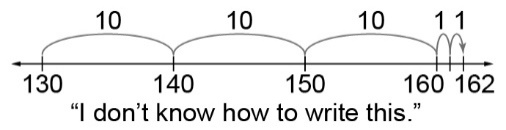 10 10 10 1 1
130 140 150 160 162
“I don’t know how to write this.”